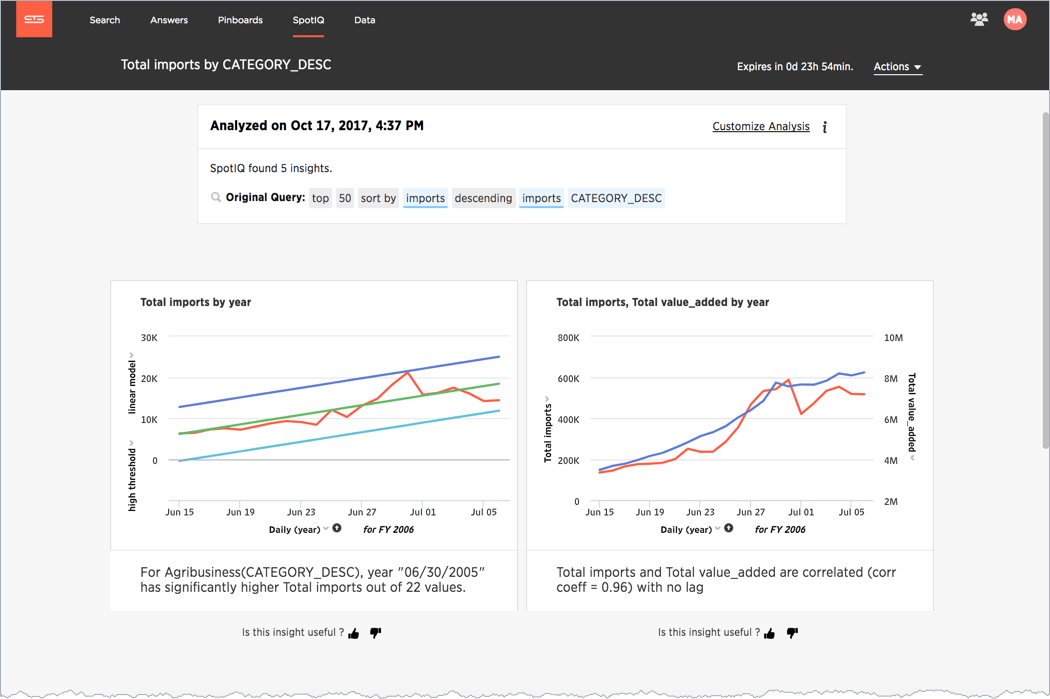 Search Answers Pinboards SpotIQ Data MA
Total imports by CATEGORY_DESC
Expires in 0d 23h 54min. Actions
Analyzed on Oct 17, 2017, 4:37 PM
Customize Analysis i
SpotIQ found 5 insights.
Original Query: top 50 sort by imports descending imports CATEGORY_DESC
Total imports by year
30K
20K
10K
0
linear model
high threshold
Jun 15 Jun 19 Jun 23 Jun 27 Jul 01 Jul 05
Daily (year) for FY 2006
For Agribusiness(CATEGORY_DESC), year "06/30/2005"
has significantly higher Total imports out of 22 values.
Is this insight useful ?
Total imports, Total value_added by year
800K
600K
400K
200K
0
Total imports
10M
8M
6M
4M
2M
Total value_added
Jun 15 Jun 19 Jun 23 Jun 27 Jul 01 Jul 05
Daily (year) for FY 2006
Total imports and Total value_added are correlated (corr
coeff = 0.96) with no lag
Is this insight useful ?